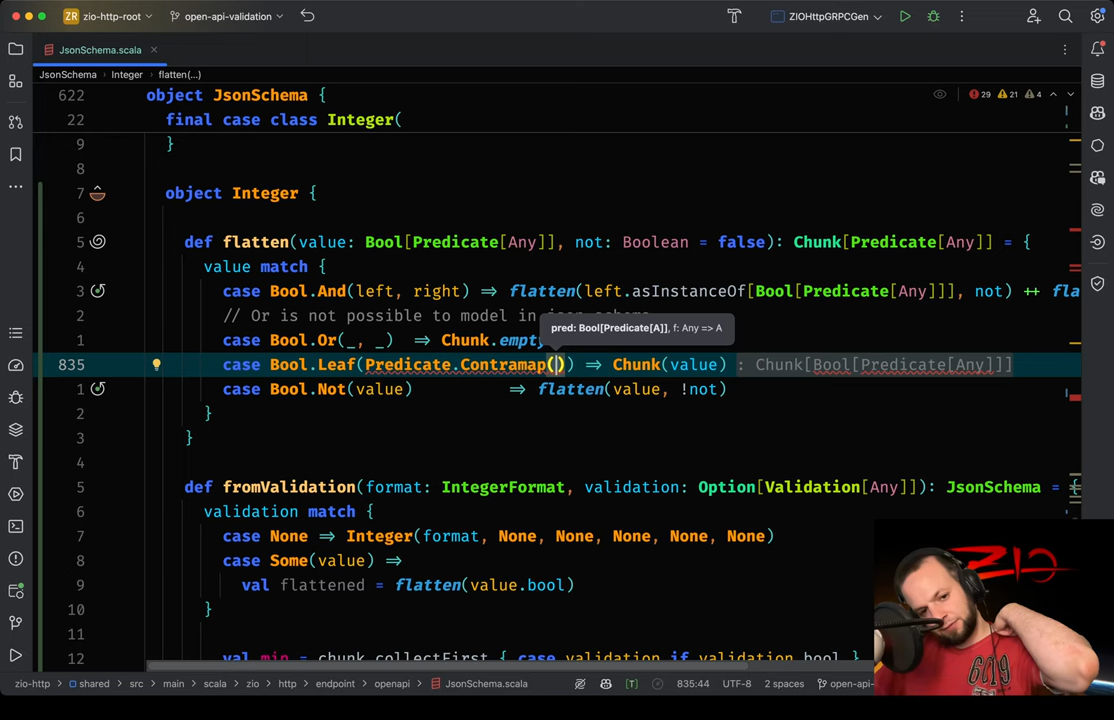 ZR zio-http-root open-api-validation ZIOHttpGRPCGen
JsonSchema.scala
JsonSchema Integer flatten(...)
622 object JsonSchema { 29 21 4
22 final case class Integer(
9 }
8
7 object Integer {
6
5 def flatten(value: Bool[Predicate[Any]], not: Boolean = false): Chunk[Predicate[Any]] = {
4 value match {
3 case Bool.And(left, right) ⇒ flatten(left.asInstanceOf[Bool[Predicate[Any]]], not) ++ fla
2 // Or is not possible to model in json schema
pred: Bool[Predicate[A]], f: Any => A
1 case Bool.Or(_, _) ⇒ Chunk.empty
835 case Bool.Leaf(Predicate.Contramap()) ⇒ Chunk(value) : Chunk[Bool[Predicate[Any]]]
1 case Bool.Not(value) ⇒ flatten(value, !not)
2 }
3 }
4
5 def fromValidation(format: IntegerFormat, validation: Option[Validation[Any]]): JsonSchema = {
6 validation match {
7 case None ⇒ Integer(format, None, None, None, None, None)
8 case Some(value) ⇒
9 val flattened = flatten(value.bool)
10 }
11
12 val min = chunk.collectFirst { case validation if validation.bool
ZIO
zio-http shared src main scala zio http endpoint openapi JsonSchema.scala 835:44 UTF-8 2 spaces open-api-